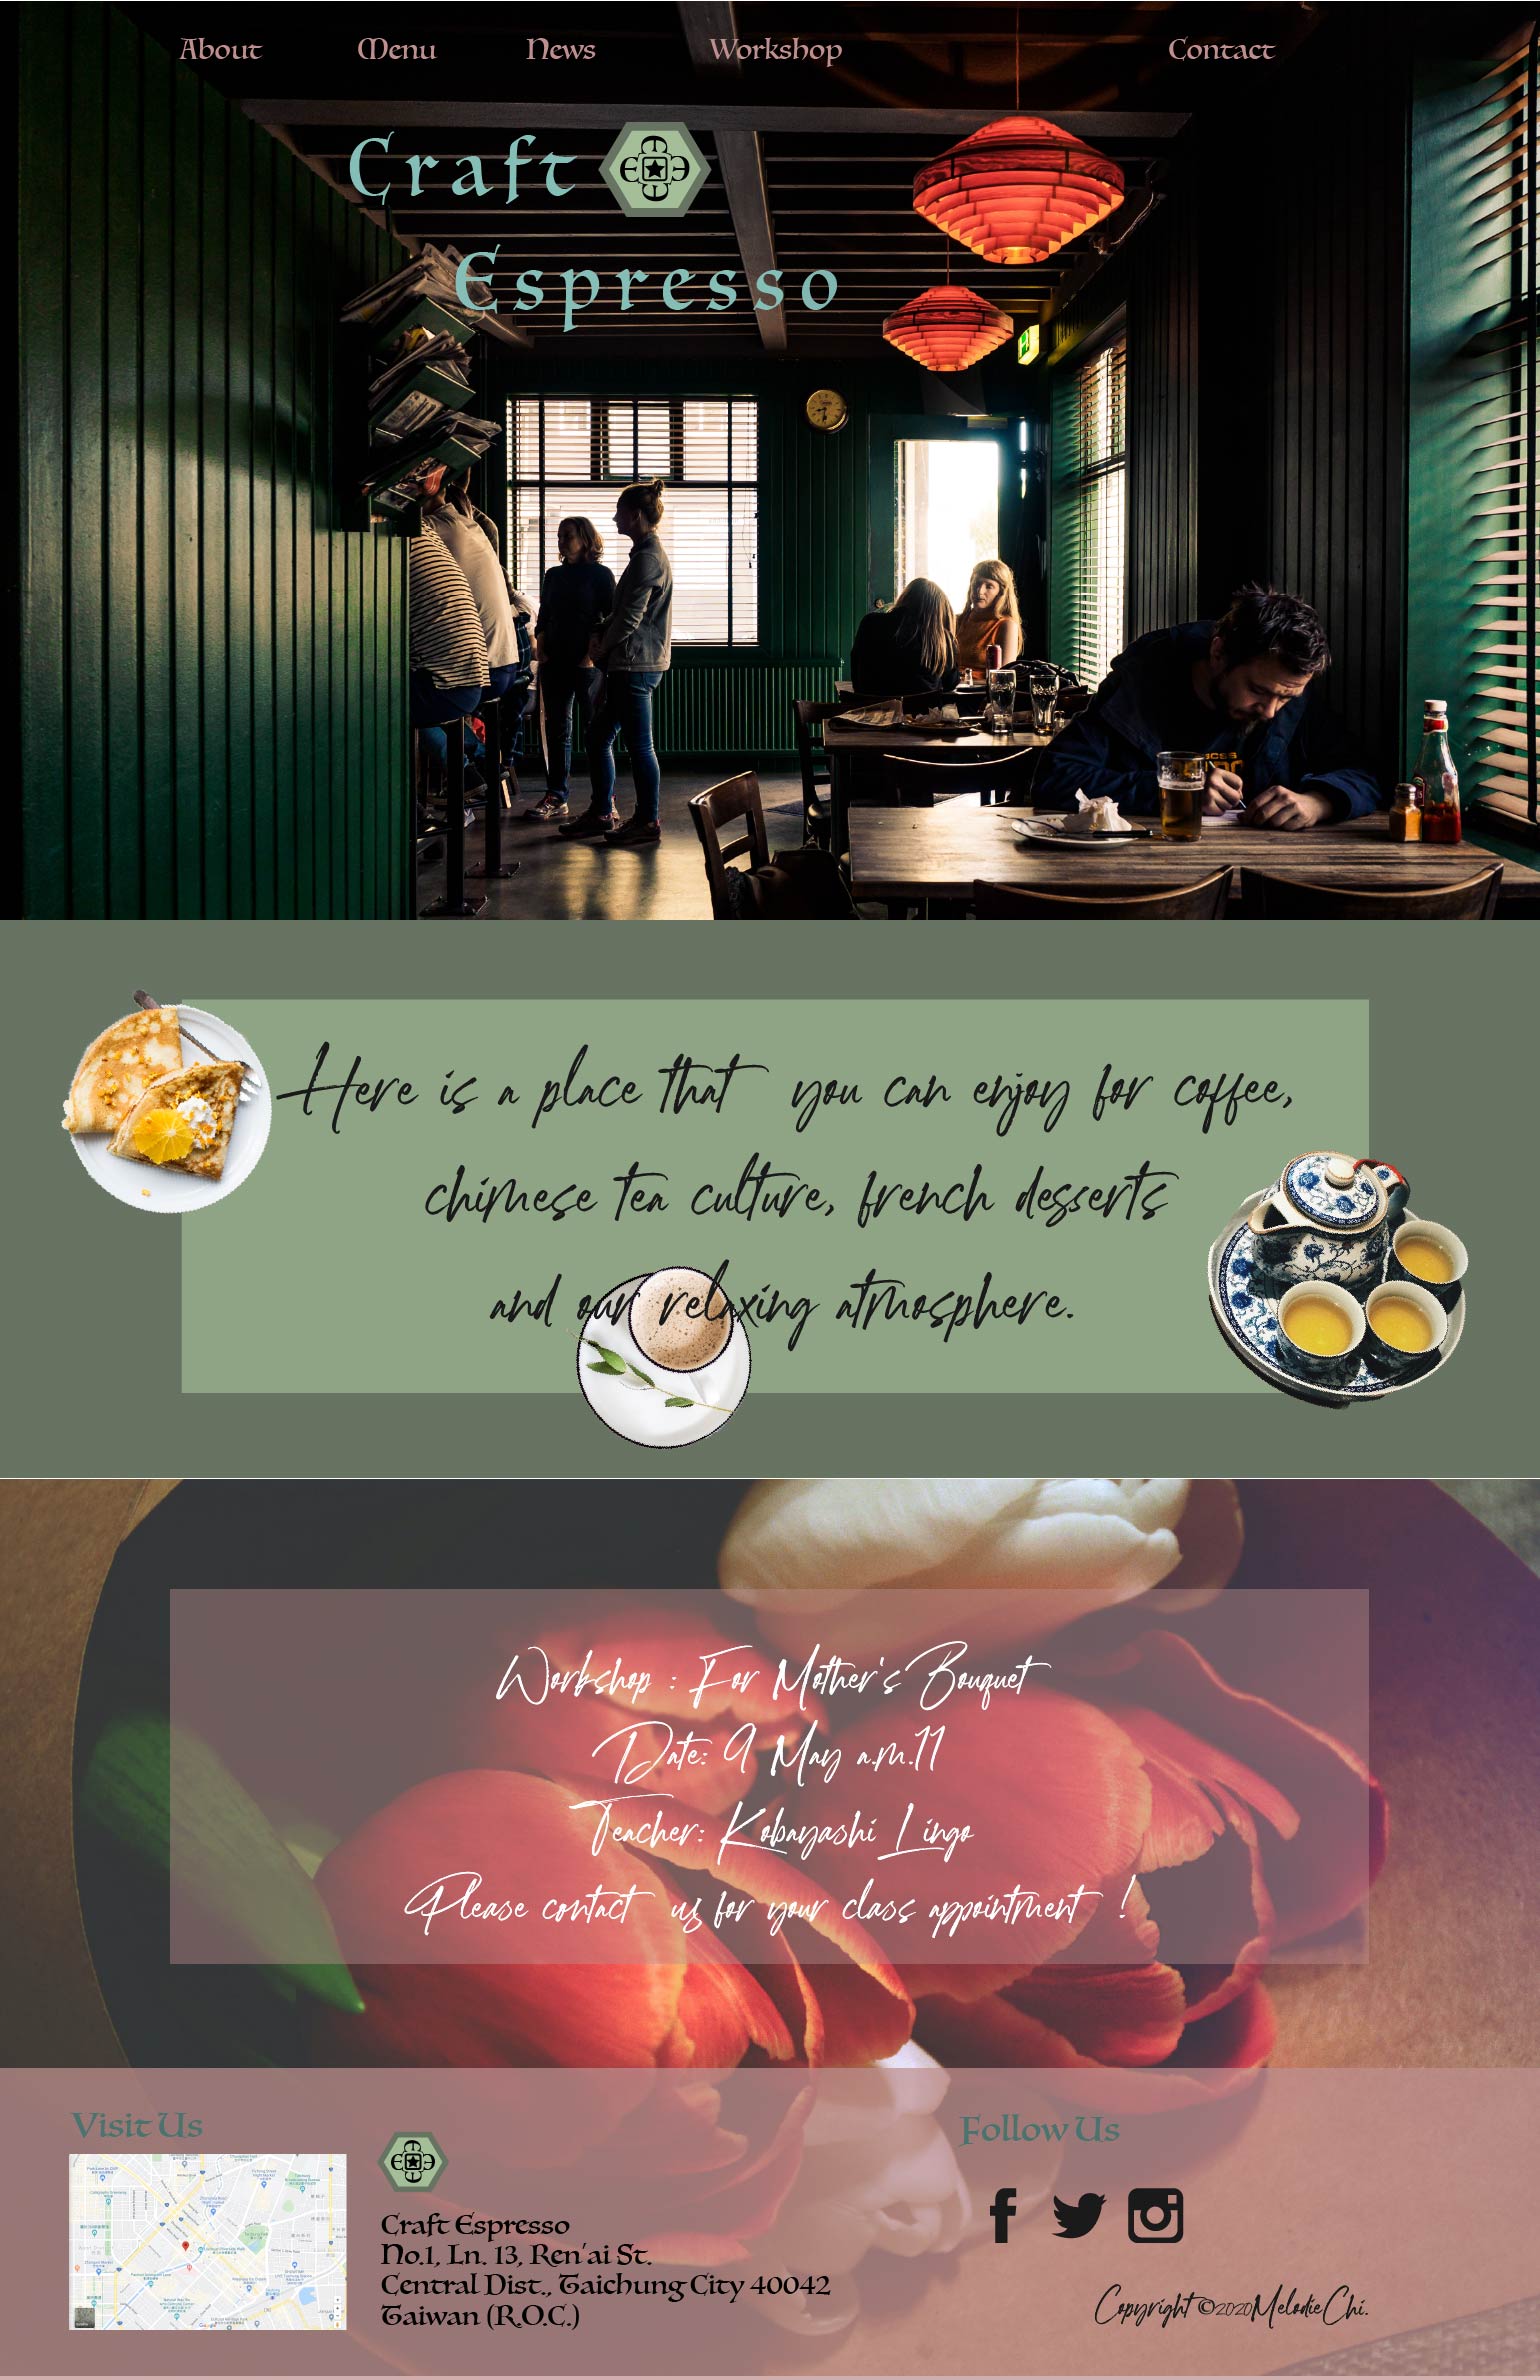 About Menu News Workshop Contact
Craft
Espresso
Here is a place that you can enjoy for coffee,
chimese tea culture, french desserts
and our relaxing atmosphere.
Workshop : For Mother's Bouquet
Date: 9 May a.m.11
Teacher: Kobayashi Lingo
Please contact us for your class appointment !
Visit Us
Craft Espresso
No.1, Ln. 13, Ren'ai St.
Central Dist., Taichung City 40042
Taiwan (R.O.C.)
Follow Us
Copyright ©2020MelodieChi.